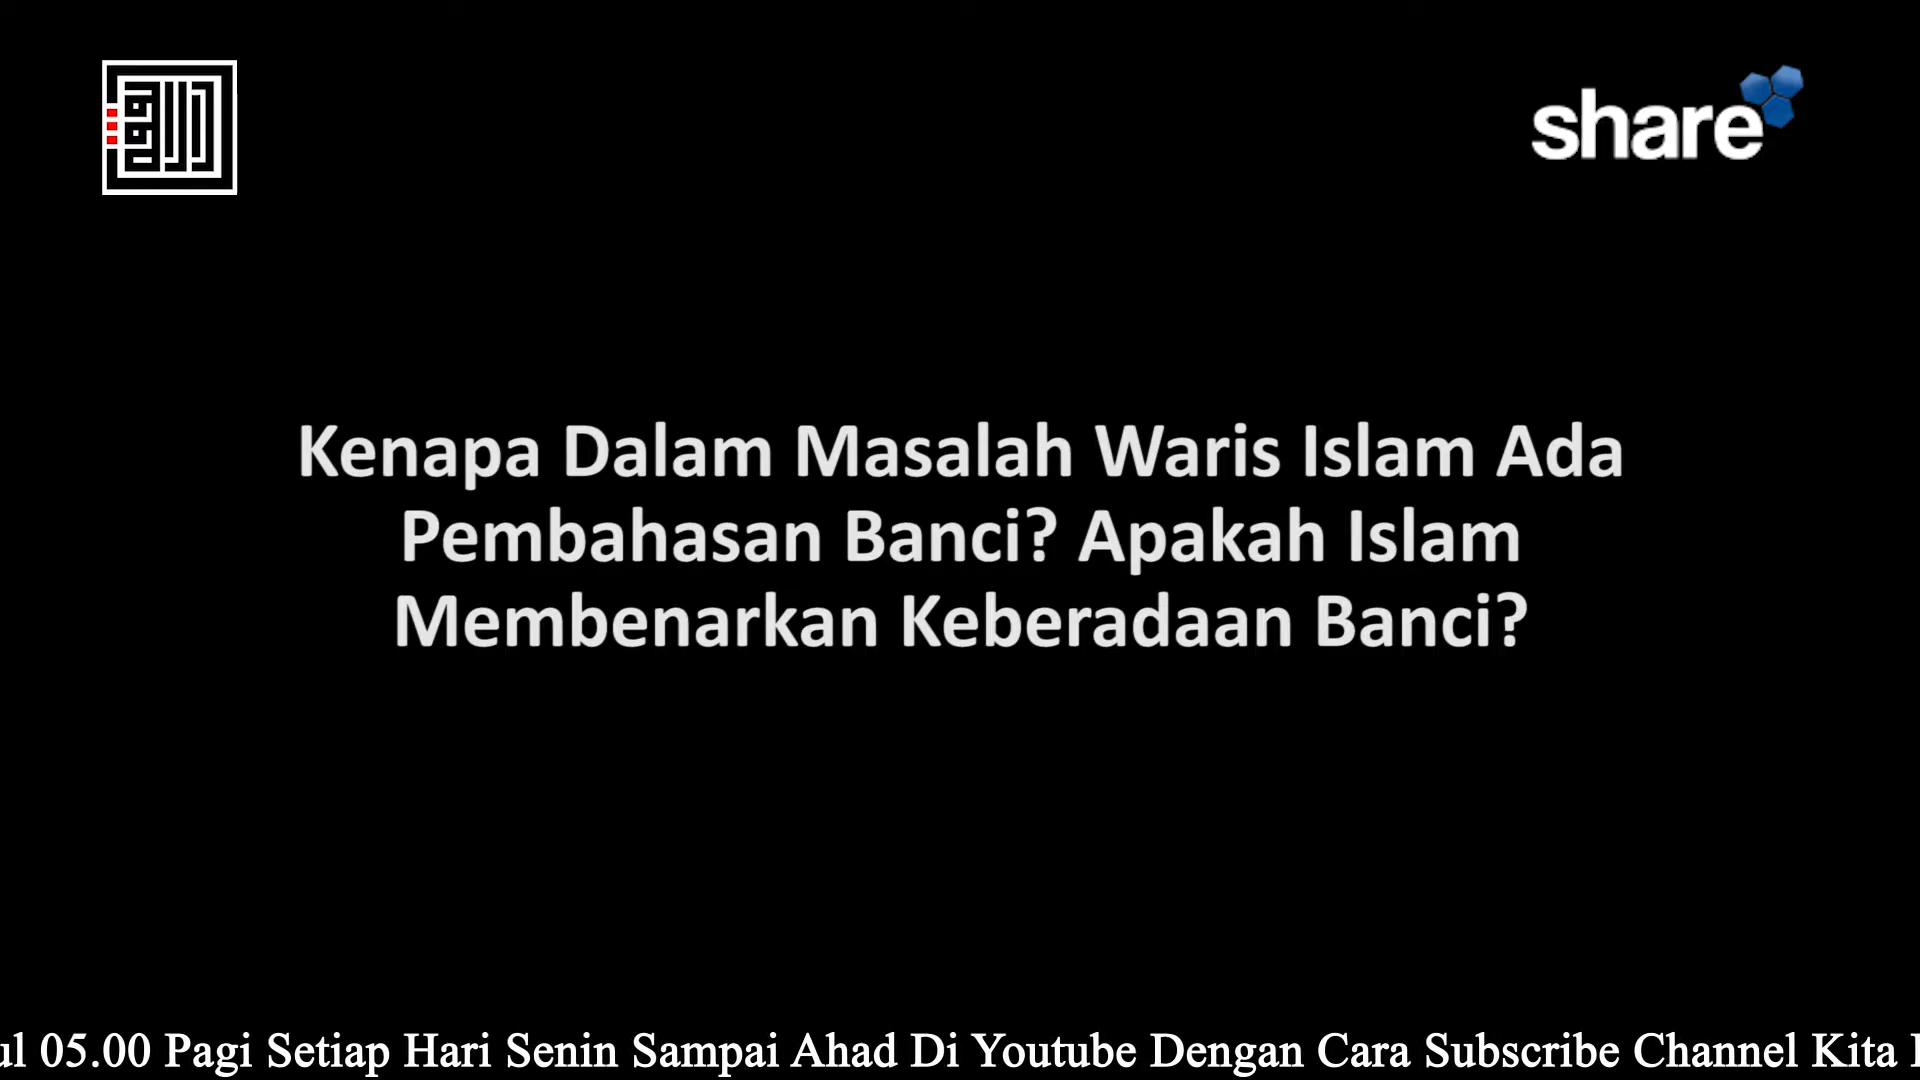 share
Kenapa Dalam Masalah Waris Islam Ada
Pembahasan Banci? Apakah Islam
Membenarkan Keberadaan Banci?
05.00 Pagi Setiap Hari Senin Sampai Ahad Di Youtube Dengan Cara Subscribe Channel Kita